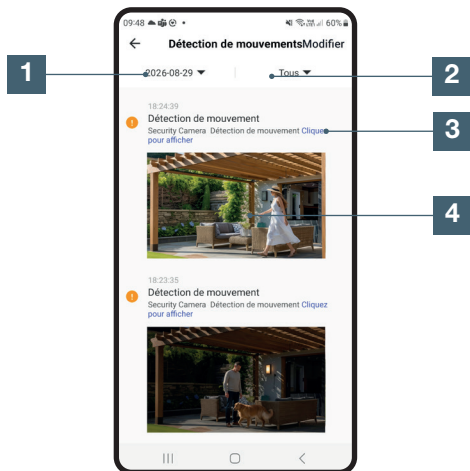 09:48 60%
Détection de mouvementsModifier
1
2026-08-29 Tous
2
18:24:39
Détection de mouvement
Security Camera Détection de mouvement Cliquez
3
pour afficher
4
18:23:35
Détection de mouvement
Security Camera Détection de mouvement Cliquez
pour afficher